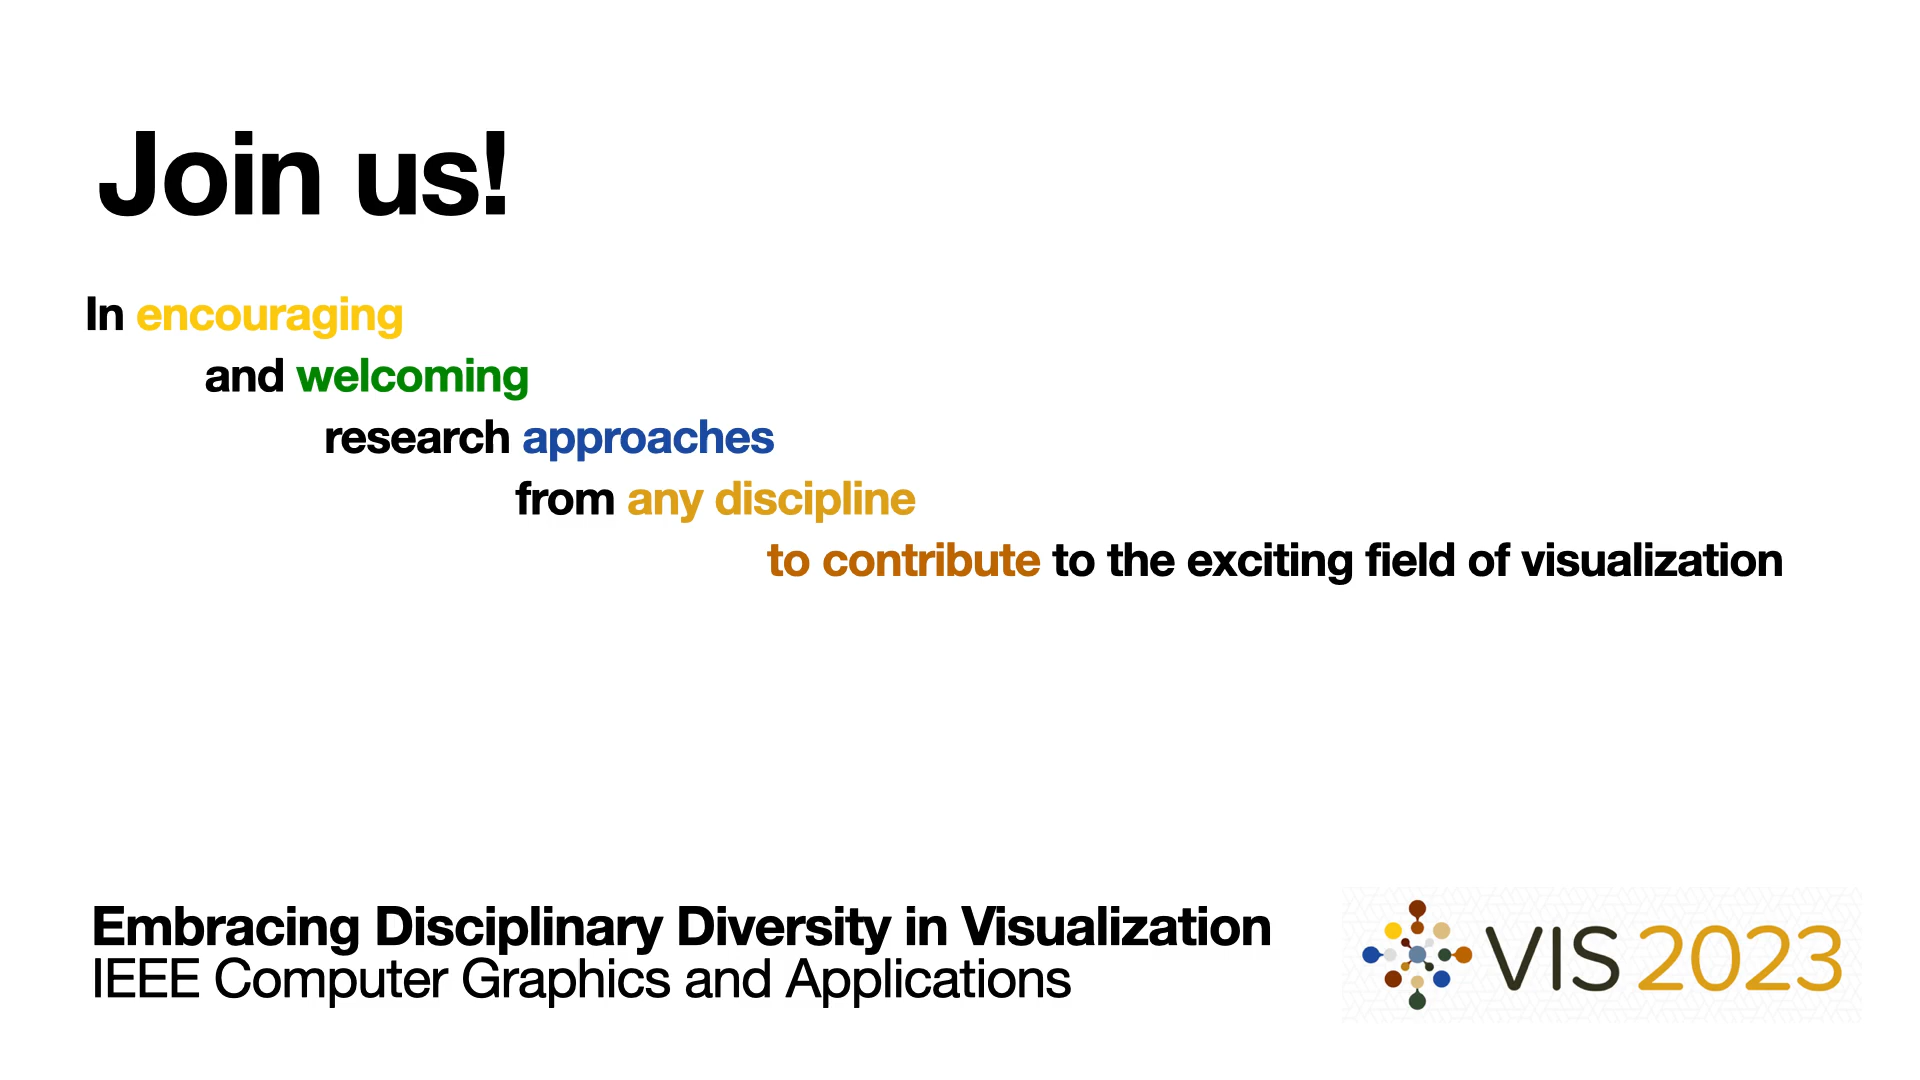 Join us!
In encouraging
and welcoming
research approaches
from any discipline
to contribute to the exciting field of visualization
Embracing Disciplinary Diversity in Visualization
IEEE Computer Graphics and Applications
VIS 2023